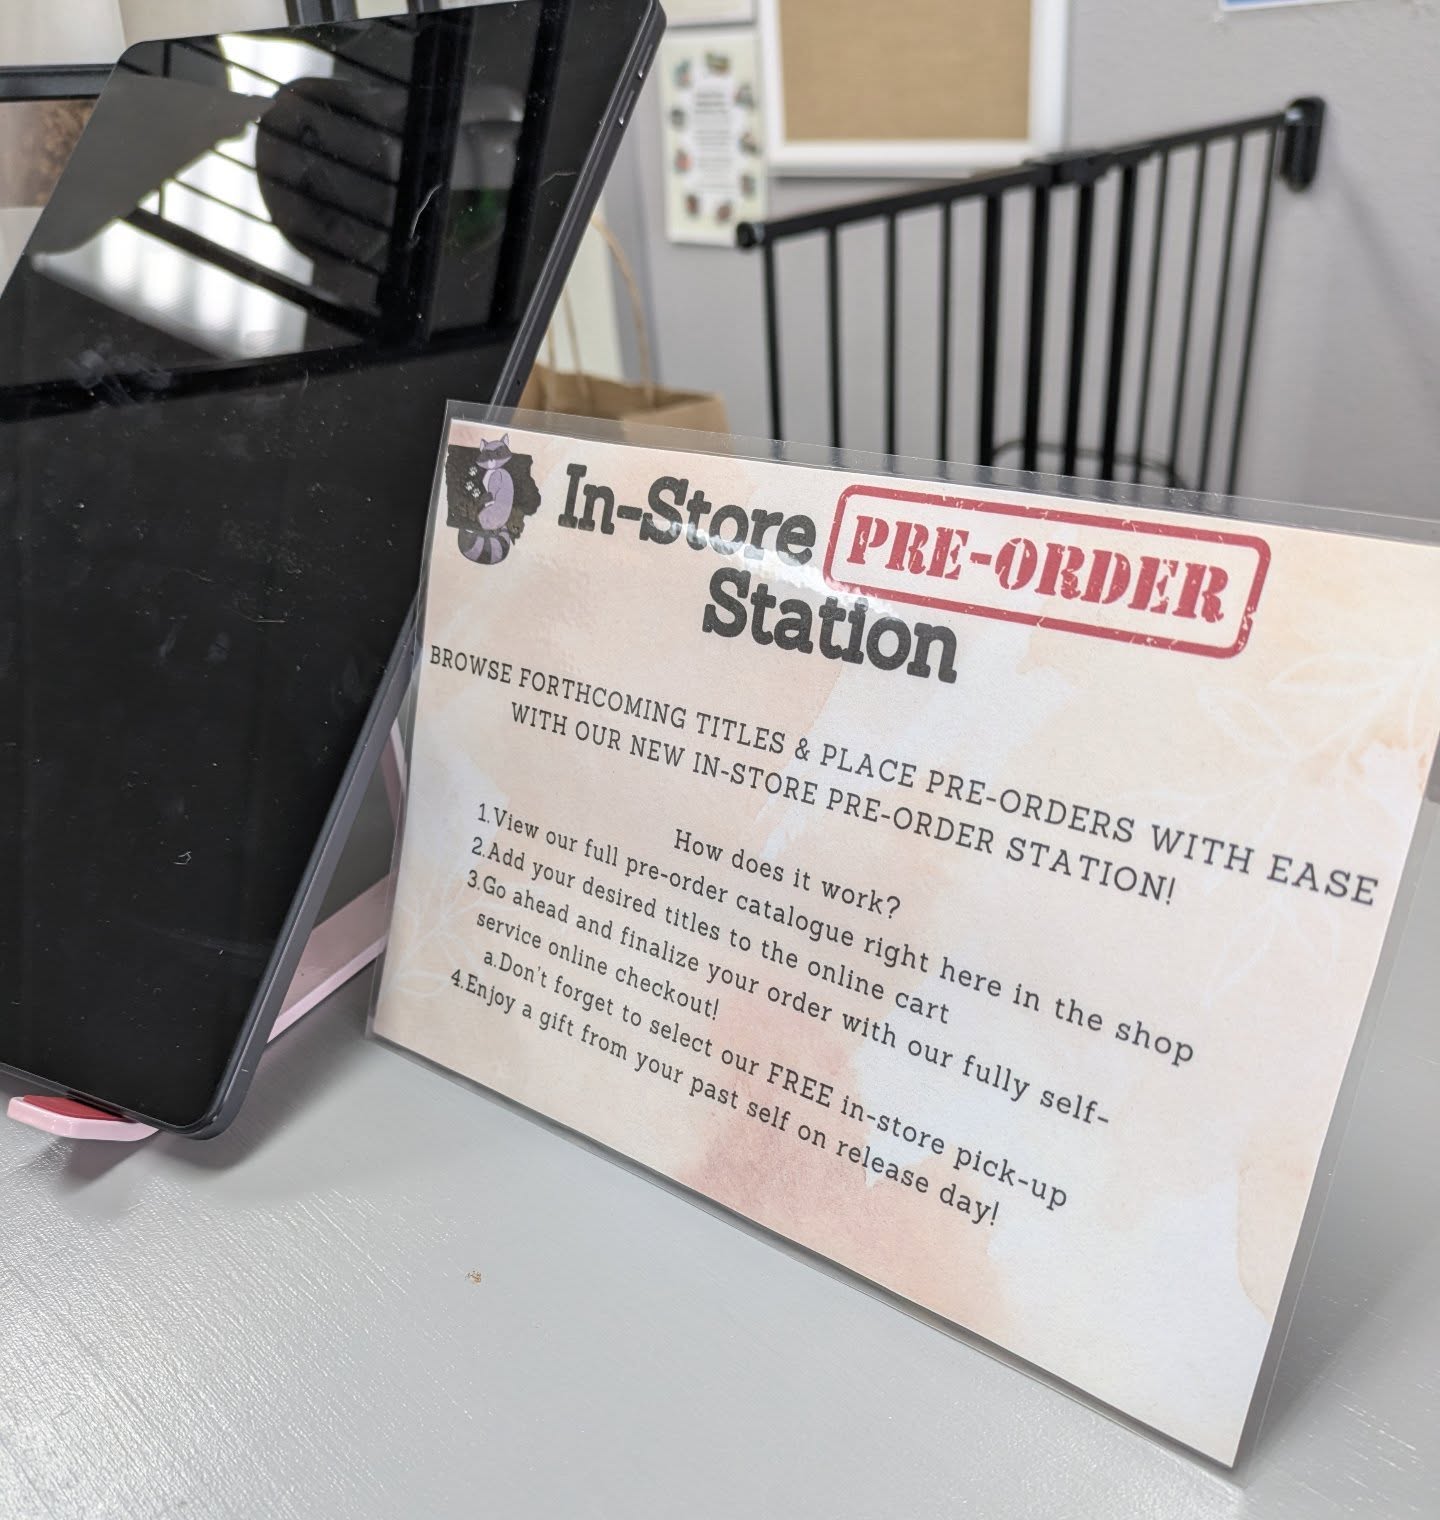 In-Store PRE-ORDER
Station
BROWSE FORTHCOMING TITLES & PLACE PRE-ORDERS WITH EASE
WITH OUR NEW IN-STORE PRE-ORDER STATION!
How does it work?
1.View our full pre-order catalogue right here in the shop
2.Add your desired titles to the online cart
3.Go ahead and finalize your order with our fully self-
service online checkout!
a.Don't forget to select our FREE in-store pick-up
4.Enjoy a gift from your past self on release day!